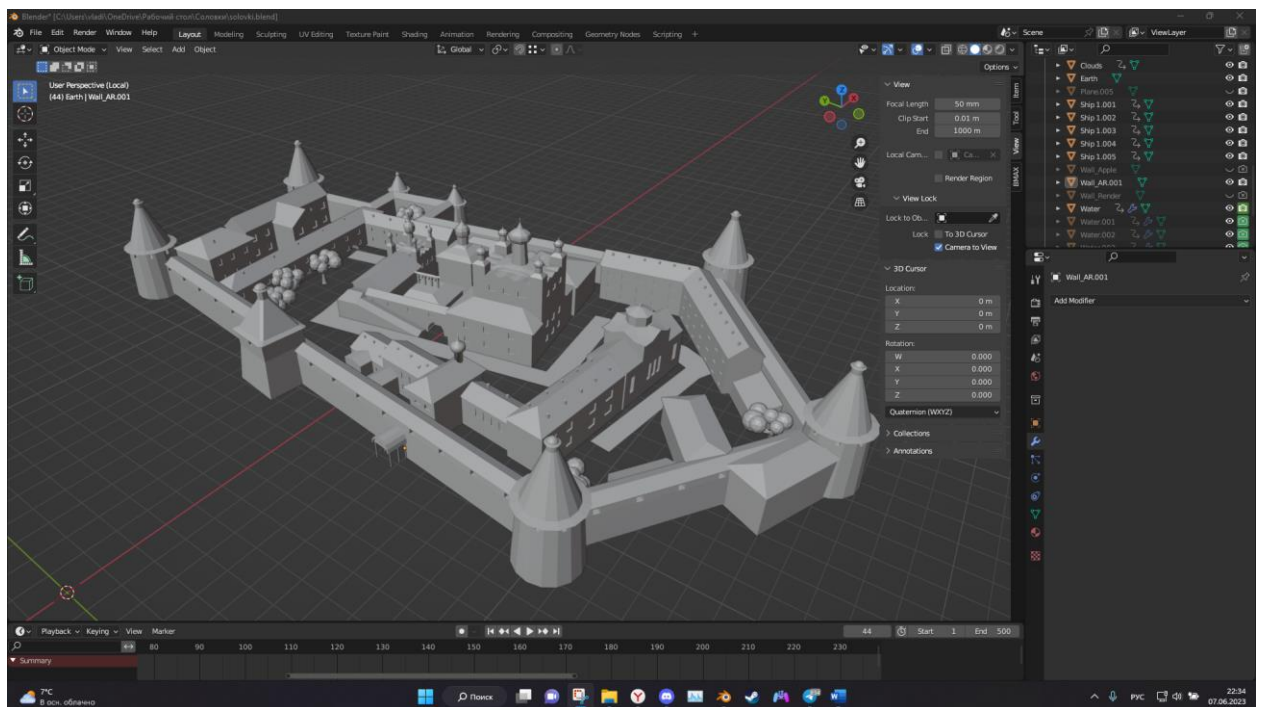 Blender* [C:\Users\vladi\OneDrive\Рабочий стол\Соловки\solovki.blend]
File Edit Render Window Help Layout Modeling Sculpting UV Editing Texture Paint Shading Animation Rendering Compositing Geometry Nodes Scripting + Scene ViewLayer
Object Mode View Select Add Object Global
Options
User Perspective (Local)
(44) Earth | Wall_AR.001
Z
Y
X
Item
Tool
View
BMAX
View
Focal Length 50 mm
Clip Start 0.01 m
End 1000 m
Local Cam... Ca...
Render Region
View Lock
Lock to Ob...
Lock To 3D Cursor
Camera to View
3D Cursor
Location:
X 0 m
Y 0 m
Z 0 m
Rotation:
W 0.000
X 0.000
Y 0.000
Z 0.000
Quaternion (WXYZ)
Collections
Annotations
Clouds
Earth
Plane.005
Ship 1.001
Ship 1.002
Ship 1.003
Ship 1.004
Ship 1.005
Wall_Apple
Wall_AR.001
Wall_Render
Water
Water.001
Water.002
Wall_AR.001
Add Modifier
Playback Keying View Marker 44 Start 1 End 500
80 90 100 110 120 130 140 150 160 170 180 190 200 210 220 230
Summary
7°C
В осн. облачно
Поиск
РУС
22:34
07.06.2023